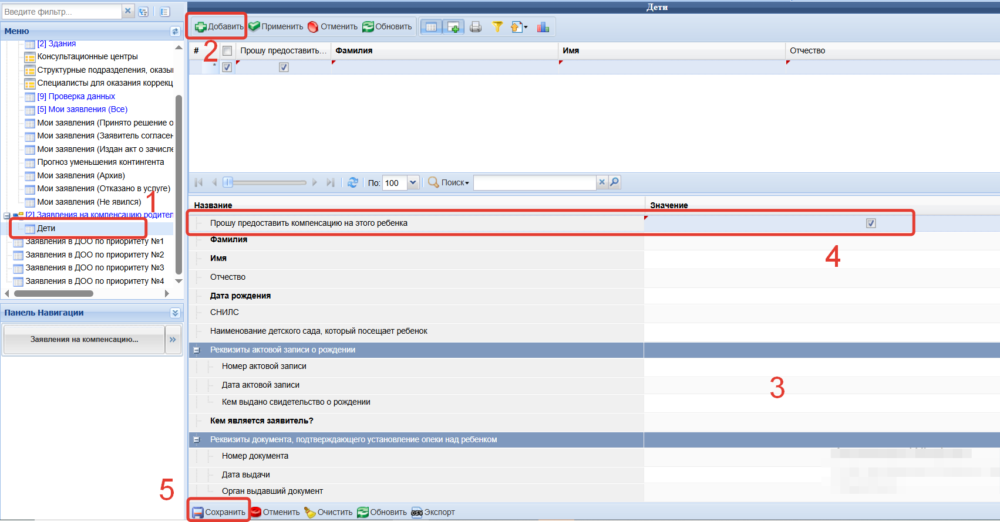 Введите фильтр...
Меню
[2] Здания
Консультационные центры
Структурные подразделения, оказы
Специалисты для оказания коррекц
[9] Проверка данных
[5] Мои заявления (Все)
Мои заявления (Принято решение о
Мои заявления (Заявитель согласен
Мои заявления (Издан акт о зачисле
Прогноз уменьшения контингента
Мои заявления (Архив)
Мои заявления (Отказано в услуге)
Мои заявления (Не явился)
1
[2] Заявления на компенсацию родител
Дети
Заявления в ДОО по приоритету №1
Заявления в ДОО по приоритету №2
Заявления в ДОО по приоритету №3
Заявления в ДОО по приоритету №4
Панель Навигации
Заявления на компенсацию...
Дети
Добавить Применить Отменить Обновить
2
# Прошу предоставить... Фамилия Имя Отчество
*
По: 100 Поиск
Название Значение
Прошу предоставить компенсацию на этого ребенка
Фамилия
4
Имя
Отчество
Дата рождения
СНИЛС
Наименование детского сада, который посещает ребенок
Реквизиты актовой записи о рождении
Номер актовой записи
Дата актовой записи
3
Кем выдано свидетельство о рождении
Кем является заявитель?
Реквизиты документа, подтверждающего установление опеки над ребенком
Номер документа
Дата выдачи
Орган выдавший документ
5
Сохранить Отменить Очистить Обновить CSV Экспорт